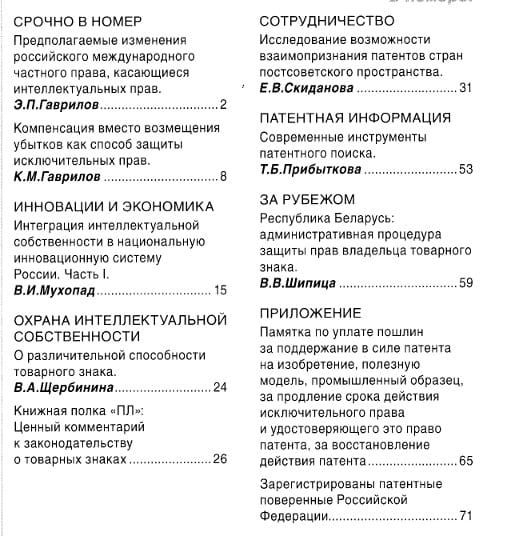 СРОЧНО В НОМЕР
Предполагаемые изменения
российского международного
частного права, касающиеся
интеллектуальных прав.
Э.П.Гаврилов.....................2
Компенсация вместо возмещения
убытков как способ защиты
исключительных прав.
К.М.Гаврилов.....................8
ИННОВАЦИИ И ЭКОНОМИКА
Интеграция интеллектуальной
собственности в национальную
инновационную систему
России. Часть I.
В.И.Мухопад.....................15
ОХРАНА ИНТЕЛЛЕКТУАЛЬНОЙ
СОБСТВЕННОСТИ
О различительной способности
товарного знака.
В.А.Щербинина.....................24
Книжная полка «ПЛ»:
Ценный комментарий
к законодательству
о товарных знаках.....................26
СОТРУДНИЧЕСТВО
Исследование возможности
взаимопризнания патентов стран
постсоветского пространства.
Е.В.Скиданова.....................31
ПАТЕНТНАЯ ИНФОРМАЦИЯ
Современные инструменты
патентного поиска.
Т.Б.Прибыткова.....................53
ЗА РУБЕЖОМ
Республика Беларусь:
административная процедура
защиты прав владельца товарного
знака.
В.В.Шипица.....................59
ПРИЛОЖЕНИЕ
Памятка по уплате пошлин
за поддержание в силе патента
на изобретение, полезную
модель, промышленный образец,
за продление срока действия
исключительного права
и удостоверяющего это право
патента, за восстановление
действия патента.....................65
Зарегистрированы патентные
поверенные Российской
Федерации.....................71